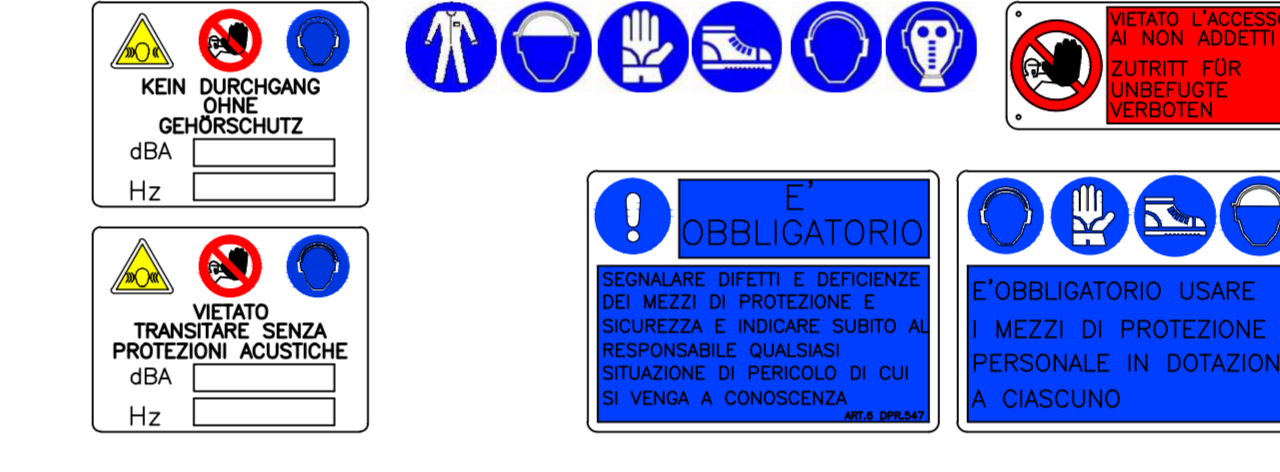 KEIN DURCHGANG
OHNE
GEHÖRSCHUTZ
dBA
Hz
VIETATO
TRANSITARE SENZA
PROTEZIONI ACUSTICHE
dBA
Hz
VIETATO L'ACCESS
AI NON ADDETTI
ZUTRITT FÜR
UNBEFUGTE
VERBOTEN
E'
OBBLIGATORIO
SEGNALARE DIFETTI E DEFICIENZE
DEI MEZZI DI PROTEZIONE E
SICUREZZA E INDICARE SUBITO AL
RESPONSABILE QUALSIASI
SITUAZIONE DI PERICOLO DI CUI
SI VENGA A CONOSCENZA
ART.6 DPR.547
E'OBBLIGATORIO USARE
I MEZZI DI PROTEZIONE
PERSONALE IN DOTAZION
A CIASCUNO